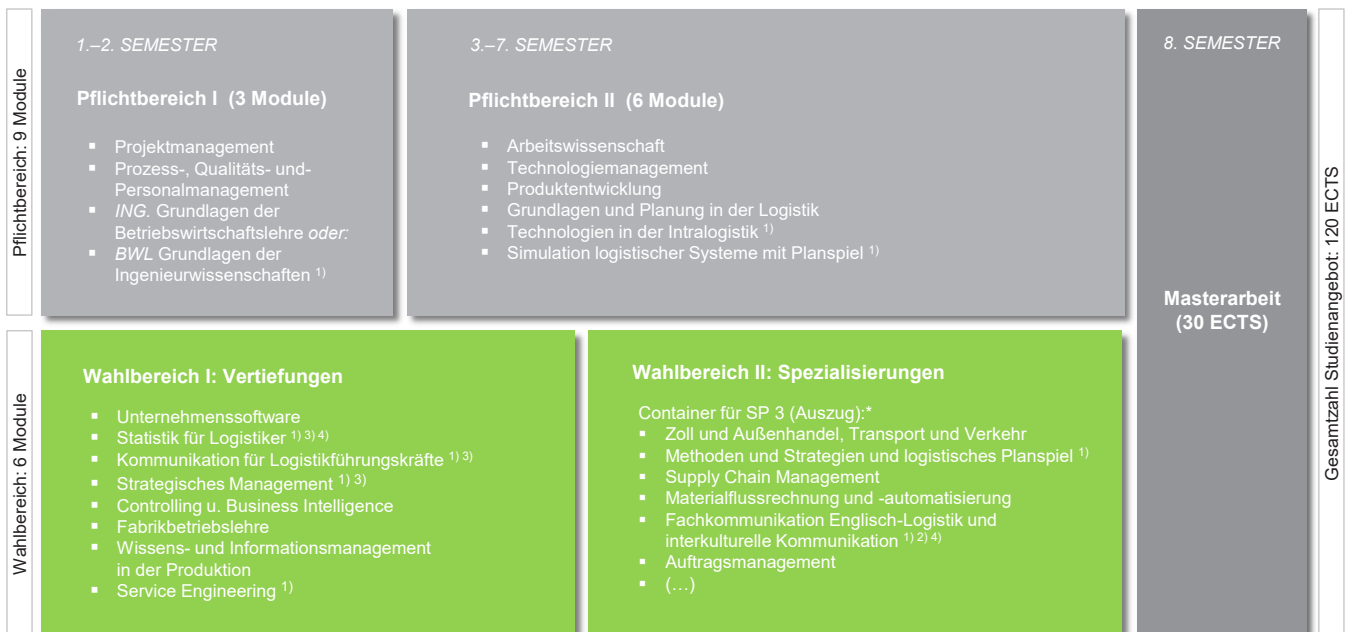 Pflichtbereich: 9 Module
1.–2. SEMESTER
Pflichtbereich I (3 Module)
▪ Projektmanagement
▪ Prozess-, Qualitäts- und-
Personalmanagement
▪ ING. Grundlagen der
Betriebswirtschaftslehre oder:
▪ BWL Grundlagen der
Ingenieurwissenschaften 1)
3.–7. SEMESTER
Pflichtbereich II (6 Module)
▪ Arbeitswissenschaft
▪ Technologiemanagement
▪ Produktentwicklung
▪ Grundlagen und Planung in der Logistik
▪ Technologien in der Intralogistik 1)
▪ Simulation logistischer Systeme mit Planspiel 1)
8. SEMESTER
Masterarbeit
(30 ECTS)
Gesamtzahl Studienangebot: 120 ECTS
Wahlbereich: 6 Module
Wahlbereich I: Vertiefungen
▪ Unternehmenssoftware
▪ Statistik für Logistiker 1) 3) 4)
▪ Kommunikation für Logistikführungskräfte 1) 3)
▪ Strategisches Management 1) 3)
▪ Controlling u. Business Intelligence
▪ Fabrikbetriebslehre
▪ Wissens- und Informationsmanagement
in der Produktion
▪ Service Engineering 1)
Wahlbereich II: Spezialisierungen
Container für SP 3 (Auszug):*
▪ Zoll und Außenhandel, Transport und Verkehr
▪ Methoden und Strategien und logistisches Planspiel 1)
▪ Supply Chain Management
▪ Materialflussrechnung und -automatisierung
▪ Fachkommunikation Englisch-Logistik und
interkulturelle Kommunikation 1) 2) 4)
▪ Auftragsmanagement
▪ (…)